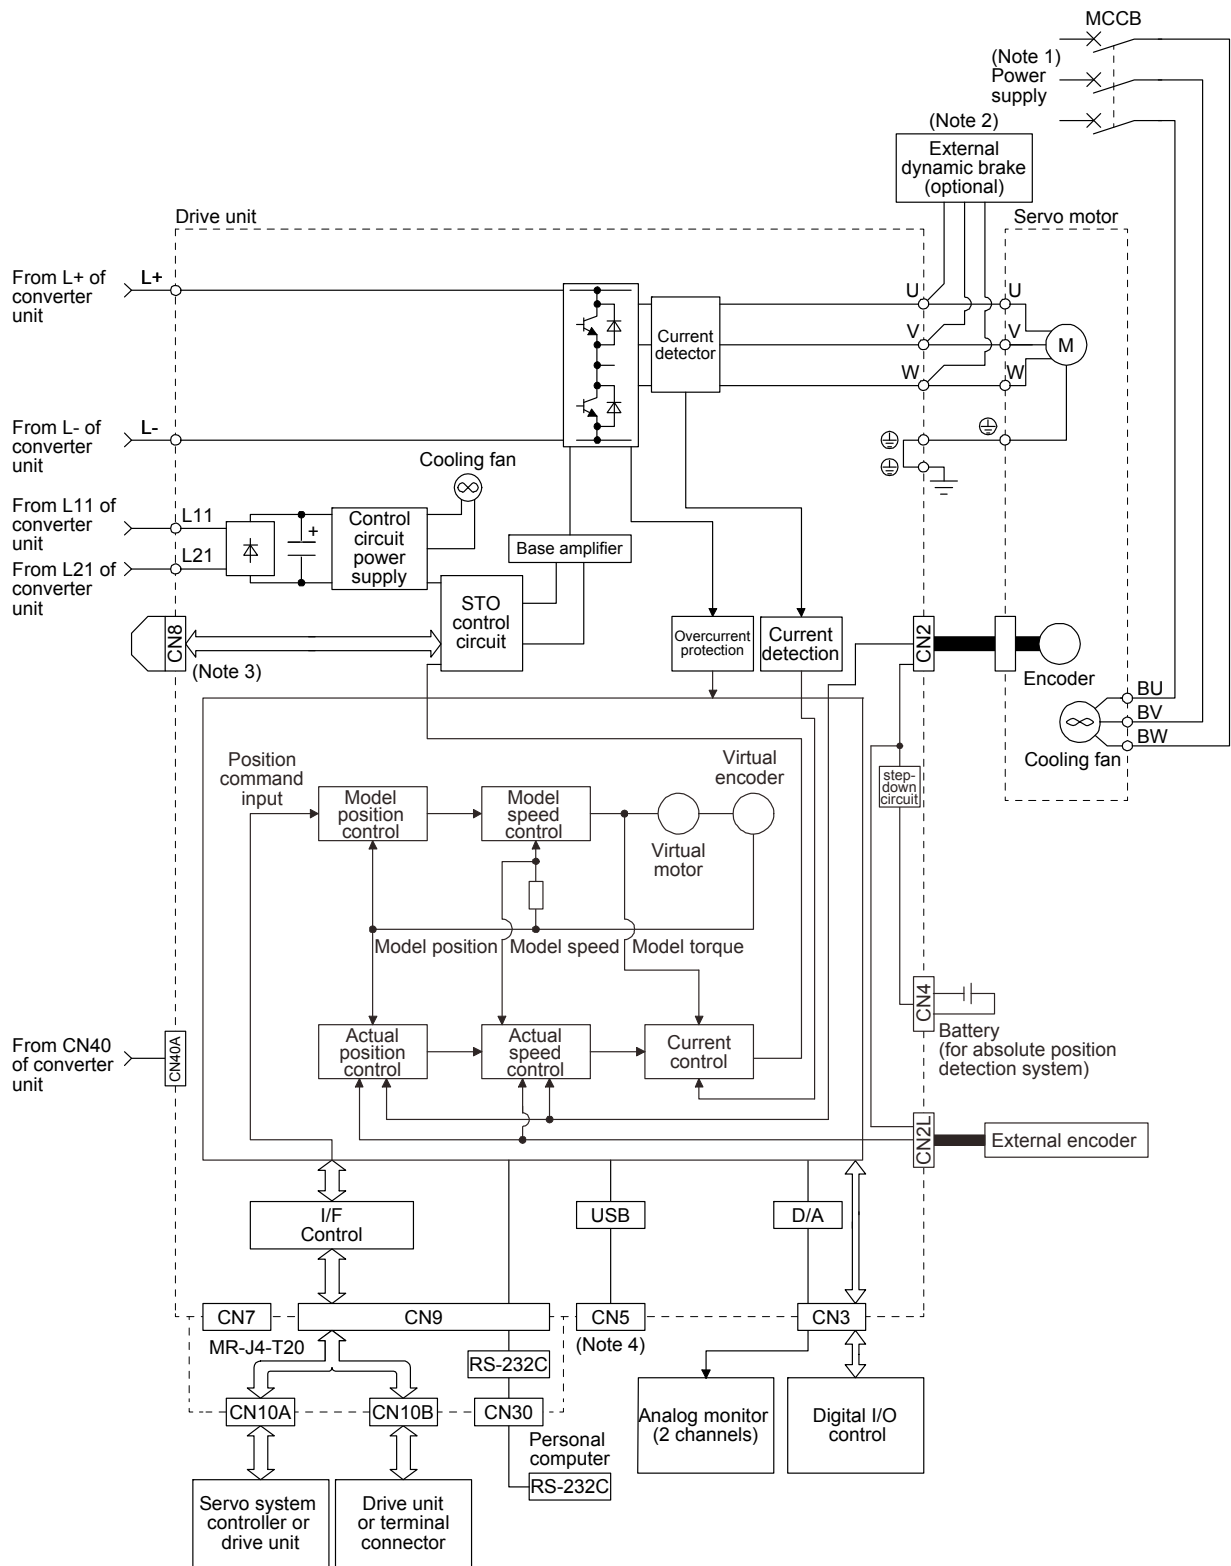 MCCB
(Note 1)
Power
supply
(Note 2)
External
dynamic brake
(optional)
Drive unit
Servo motor
From L+ of
converter
unit
L+
U
U
V
V
W
W
M
Current
detector
From L- of
converter
unit
L-
Cooling fan
From L11 of
converter
unit
L11
+
Control
circuit
power
supply
L21
From L21 of
converter
unit
Base amplifier
STO
control
circuit
CN8
(Note 3)
Overcurrent
protection
Current
detection
CN2
Encoder
BU
BV
BW
Cooling fan
Position
command
input
Virtual
encoder
step-
down
circuit
Model
position
control
Model
speed
control
Virtual
motor
Model position
Model speed
Model torque
CN4
Battery
(for absolute position
detection system)
From CN40
of converter
unit
CN40A
Actual
position
control
Actual
speed
control
Current
control
CN2L
External encoder
I/F
Control
USB
D/A
CN7
CN9
CN5
CN3
(Note 4)
MR-J4-T20
RS-232C
CN10A
CN10B
CN30
Analog monitor
(2 channels)
Digital I/O
control
Personal
computer
RS-232C
Servo system
controller or
drive unit
Drive unit
or terminal
connector